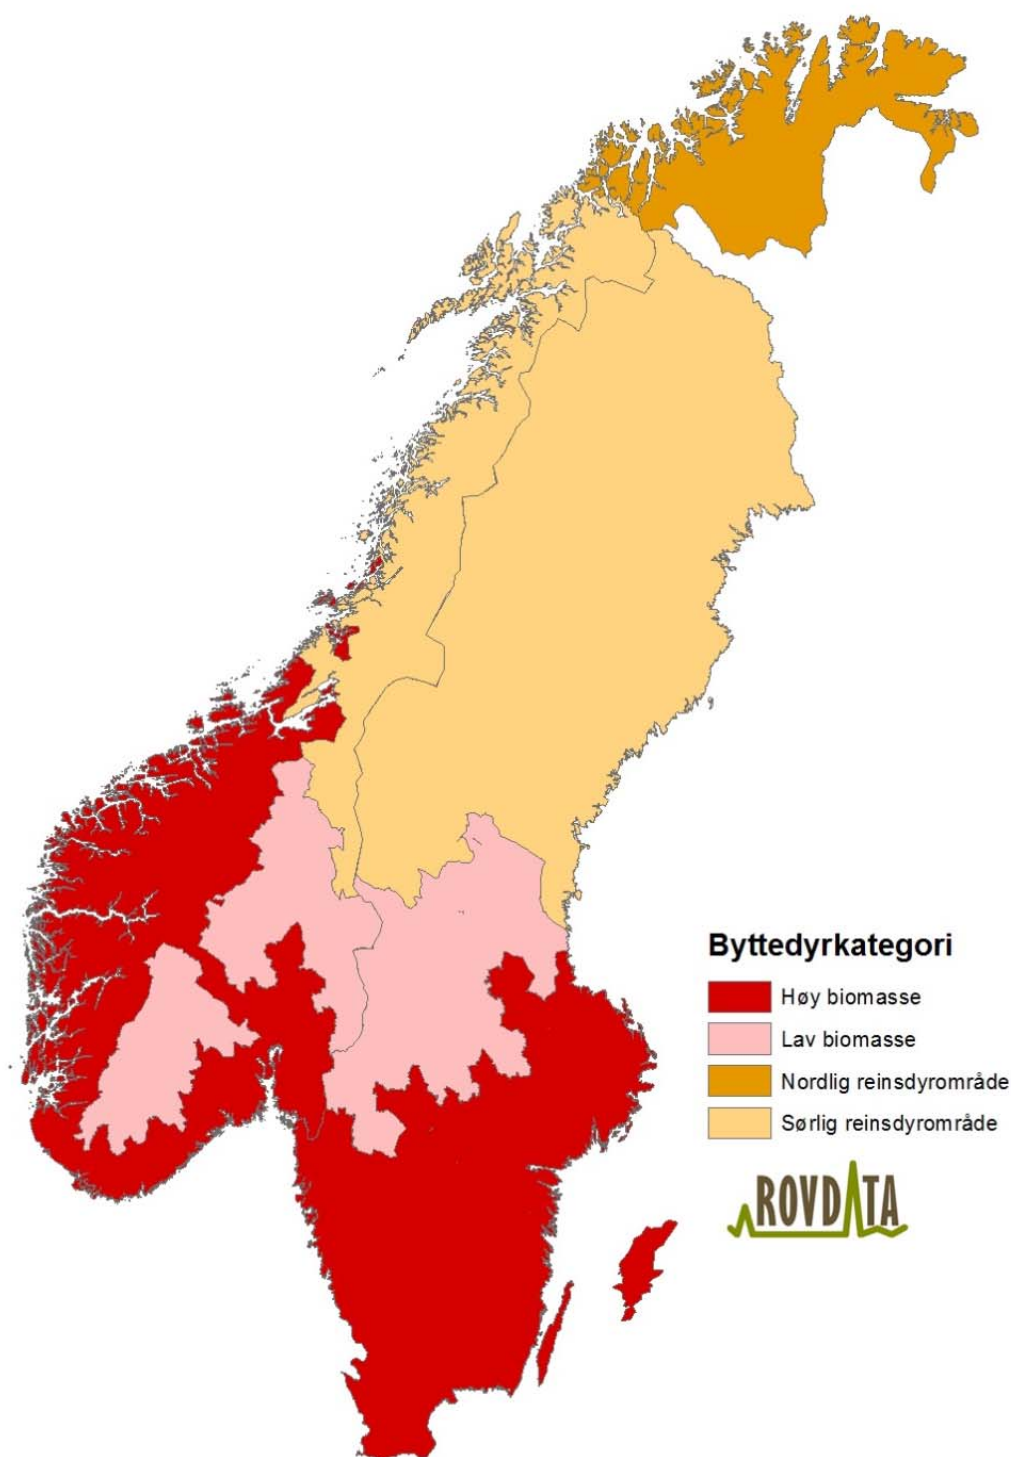 Byttedyrkategori
Høy biomasse
Lav biomasse
Nordlig reinsdyrområde
Sørlig reinsdyrområde
ROVDATA